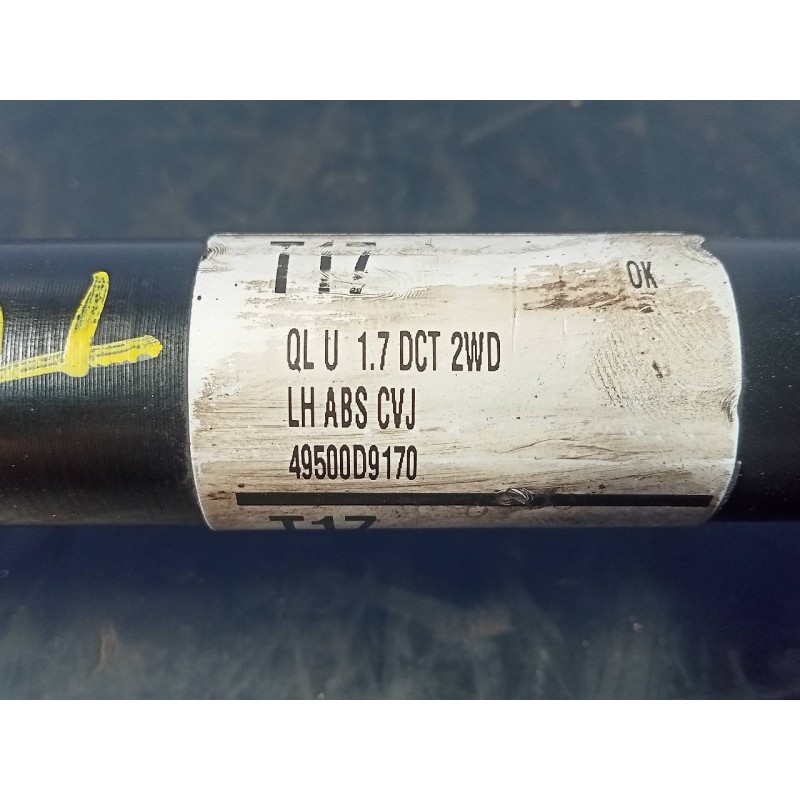 T17
OK
QL U 1.7 DCT 2WD
LH ABS CVJ
49500D9170
T17